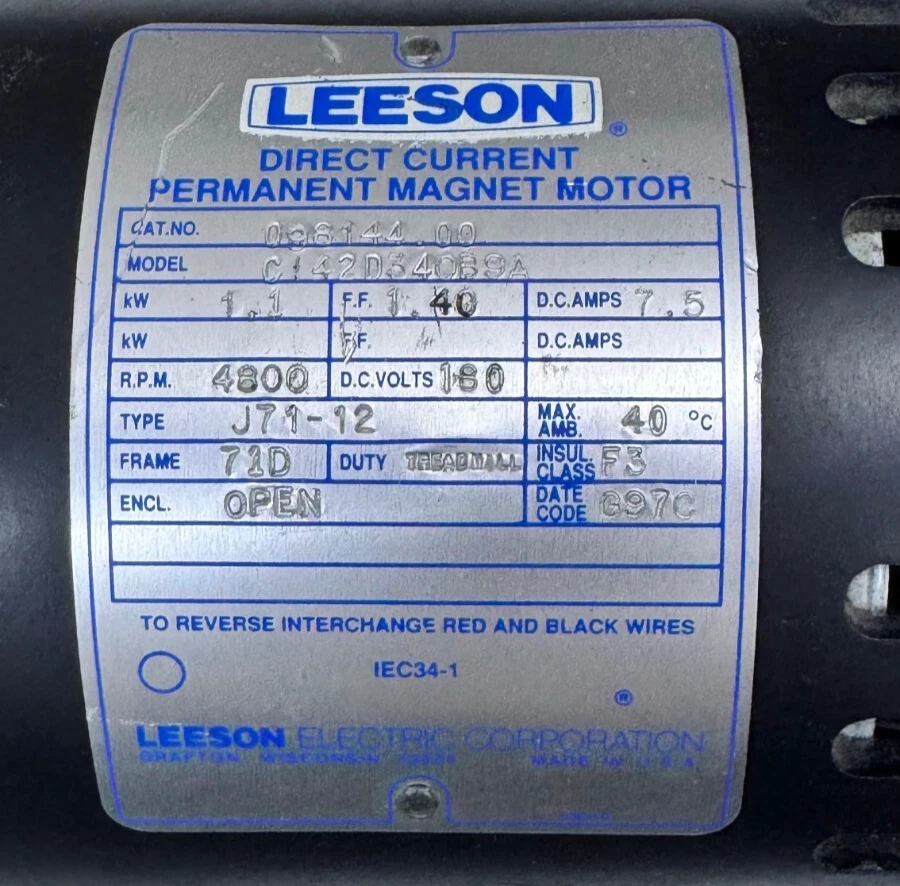 LEESON ®
DIRECT CURRENT
PERMANENT MAGNET MOTOR
CAT.NO. 098144.00
MODEL C142D34OB9A
kW 1.1 F.F. 1.40 D.C.AMPS 7.5
kW F.F. D.C.AMPS
R.P.M. 4800 D.C.VOLTS 180
TYPE J71-12 MAX. AMB. 40 °C
FRAME 71D DUTY TREADMILL INSUL. CLASS F3
ENCL. OPEN DATE CODE G97C
TO REVERSE INTERCHANGE RED AND BLACK WIRES
IEC34-1
®
LEESON ELECTRIC CORPORATION
GRAFTON, WISCONSIN MADE IN U.S.A.